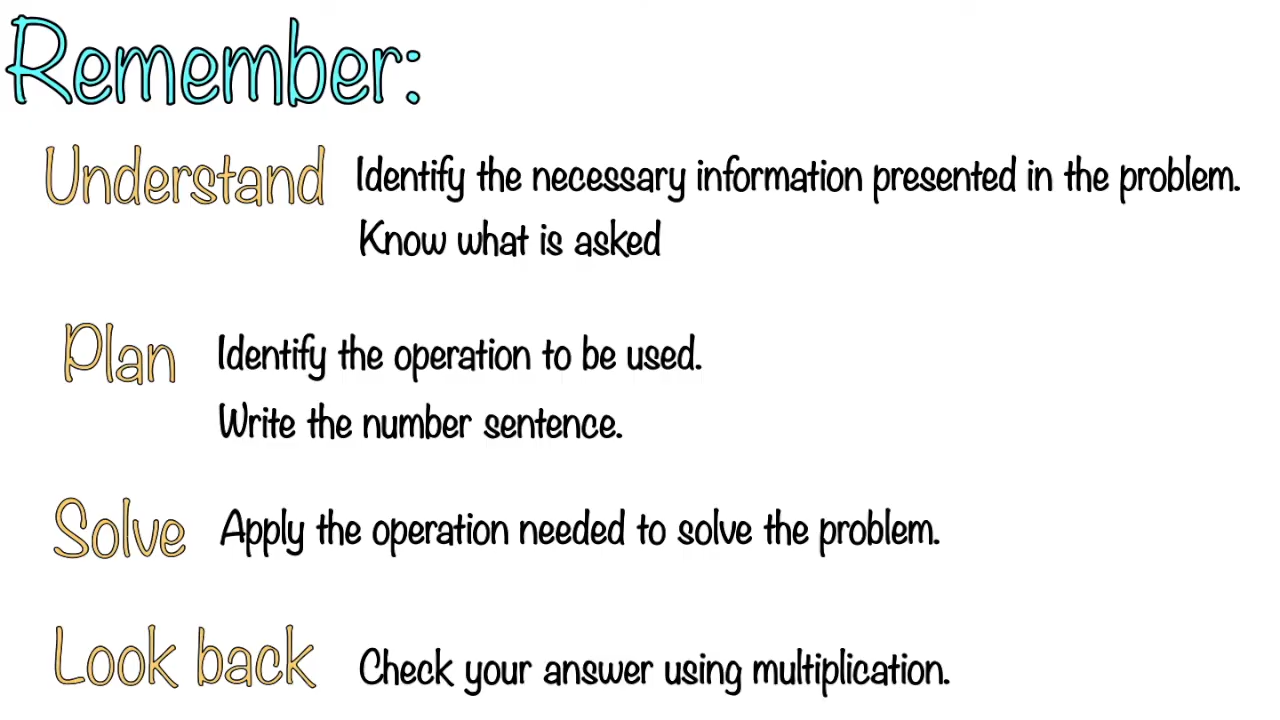 Remember:
Understand Identify the necessary information presented in the problem.
Know what is asked
Plan Identify the operation to be used.
Write the number sentence.
Solve Apply the operation needed to solve the problem.
Look back Check your answer using multiplication.